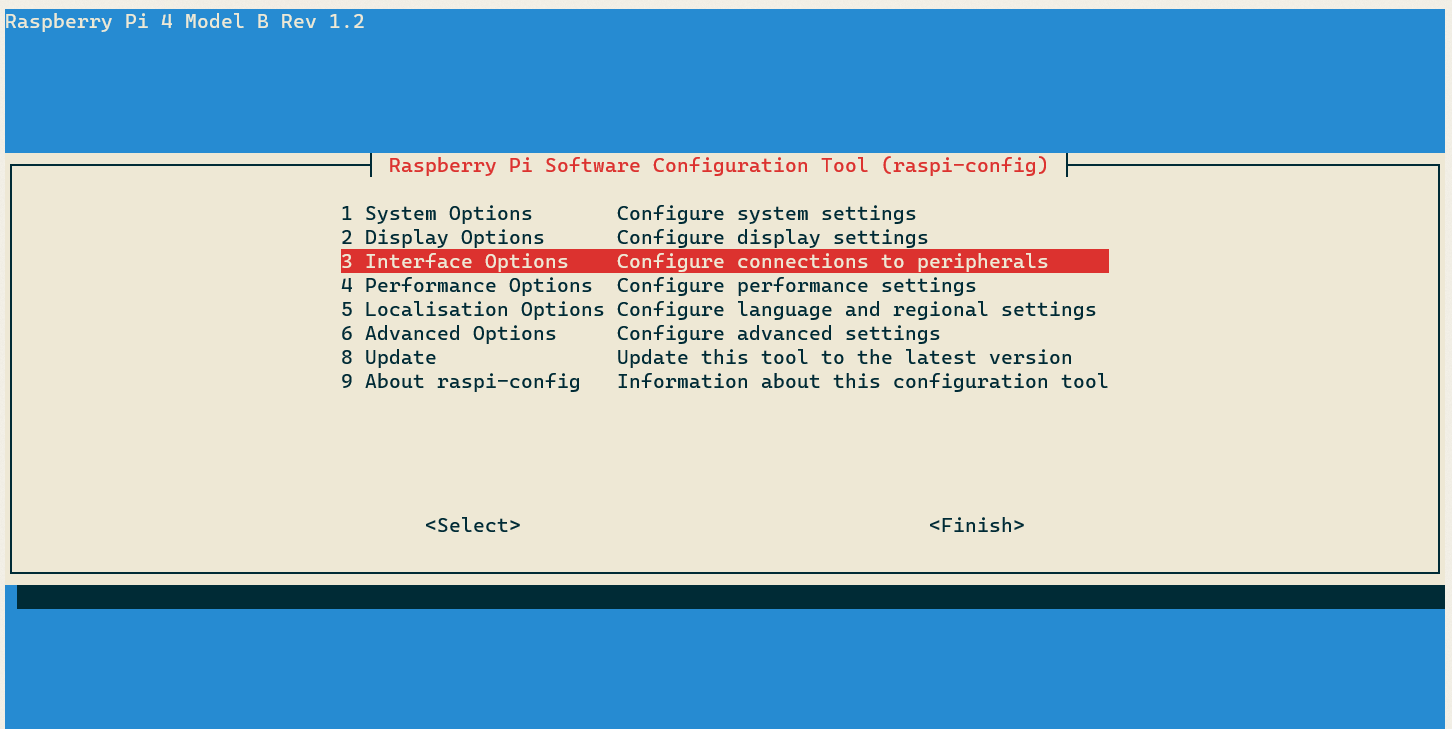 Raspberry Pi 4 Model B Rev 1.2
Raspberry Pi Software Configuration Tool (raspi-config)
1 System Options Configure system settings
2 Display Options Configure display settings
3 Interface Options Configure connections to peripherals
4 Performance Options Configure performance settings
5 Localisation Options Configure language and regional settings
6 Advanced Options Configure advanced settings
8 Update Update this tool to the latest version
9 About raspi-config Information about this configuration tool
<Select> <Finish>